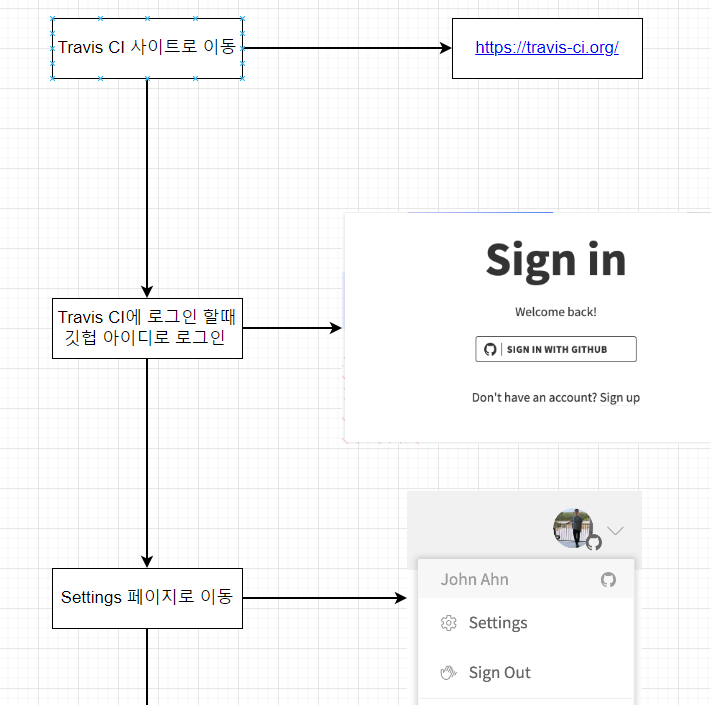 Travis CI 사이트로 이동
https://travis-ci.org/
Sign in
Welcome back!
SIGN IN WITH GITHUB
Don't have an account? Sign up
Travis CI에 로그인 할때
깃헙 아이디로 로그인
John Ahn
Settings
Sign Out
Settings 페이지로 이동